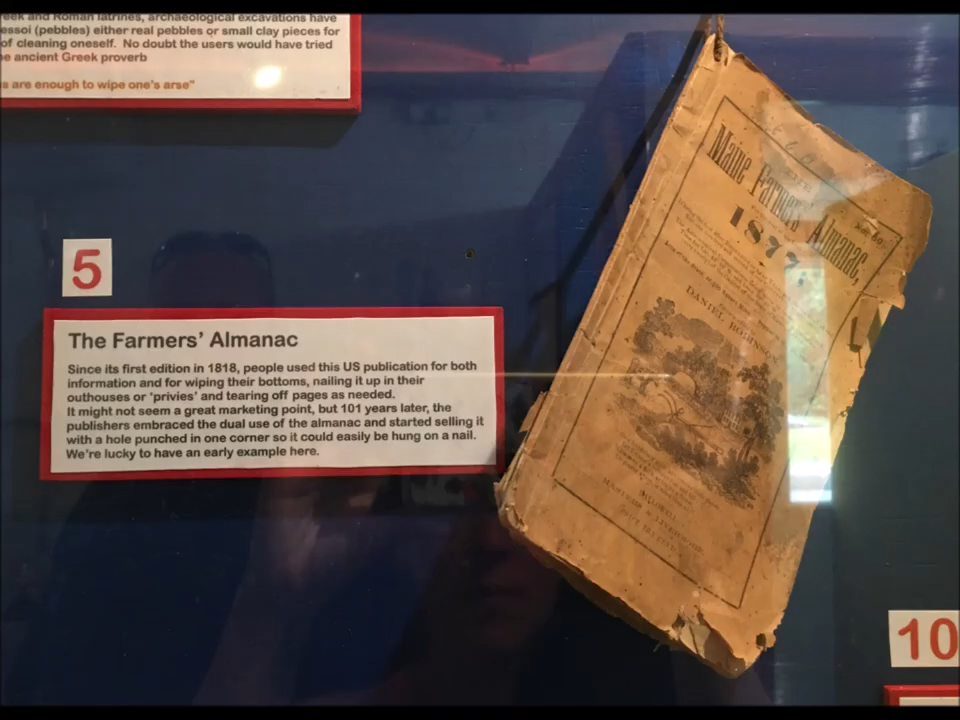 eek and Roman latrines, archaeological excavations have
essoi (pebbles) either real pebbles or small clay pieces for
of cleaning oneself. No doubt the users would have tried
e ancient Greek proverb
s are enough to wipe one's arse"
5
The Farmers' Almanac
Since its first edition in 1818, people used this US publication for both
information and for wiping their bottoms, nailing it up in their
outhouses or 'privies' and tearing off pages as needed.
It might not seem a great marketing point, but 101 years later, the
publishers embraced the dual use of the almanac and started selling it
with a hole punched in one corner so it could easily be hung on a nail.
We're lucky to have an early example here.
THE
Maine Farmers' Almanac,
187
DANIEL ROBINSON
HALLOWELL
MASTERS & LIVERMORE
10